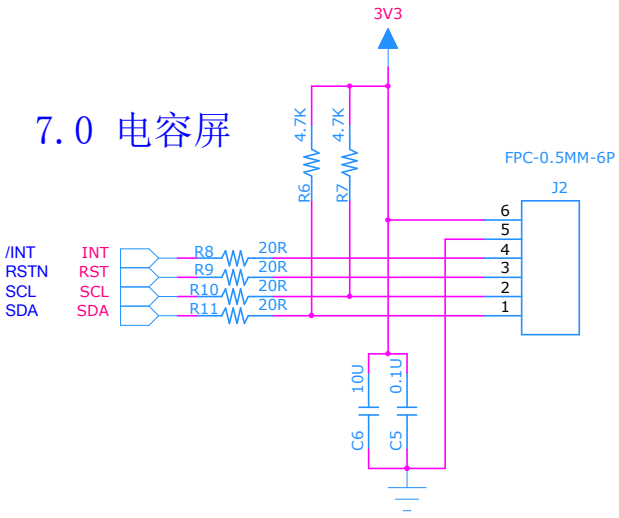 3V3
7.0 电容屏
4.7K
4.7K
R6
R7
FPC-0.5MM-6P
J2
6
5
4
3
2
1
/INT INT R8 20R
RSTN RST R9 20R
SCL SCL R10 20R
SDA SDA R11 20R
10U
0.1U
C6
C5